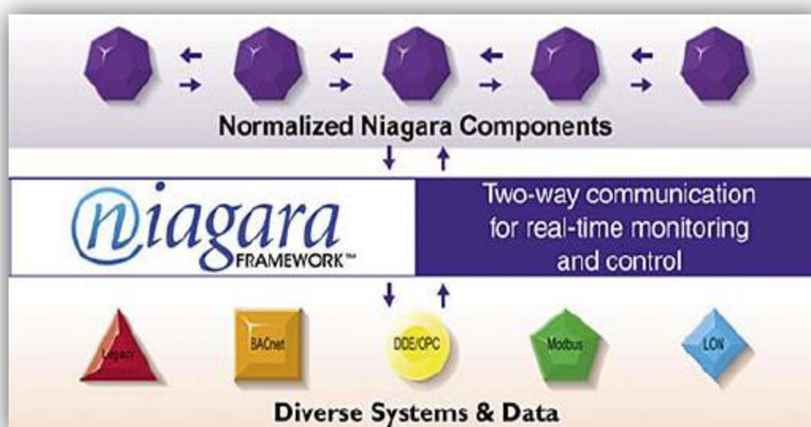 Normalized Niagara Components
niagara
FRAMEWORK™
Two-way communication
for real-time monitoring
and control
Legacy
BACnet
DDE/OPC
Modbus
LON
Diverse Systems & Data